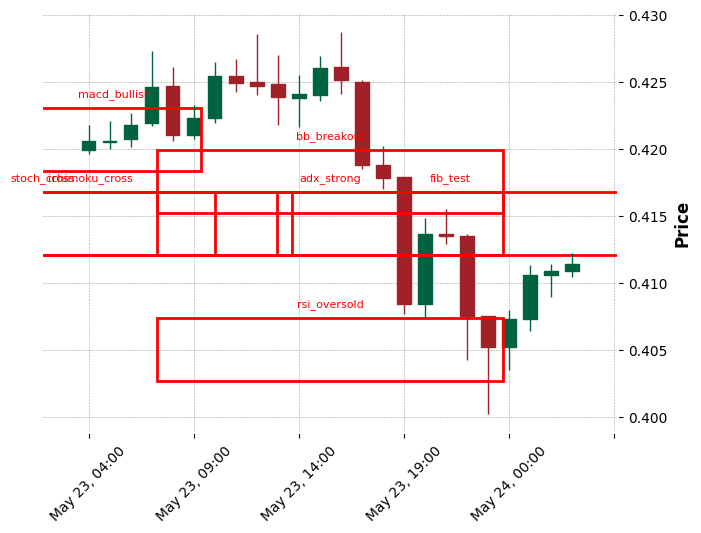 0.430
macd_bullish
0.425
bb_breakout
0.420
stoch_cross
ichimoku_cross
adx_strong
fib_test
0.415
Price
0.410
rsi_oversold
0.405
0.400
May 23, 04:00
May 23, 09:00
May 23, 14:00
May 23, 19:00
May 24, 00:00